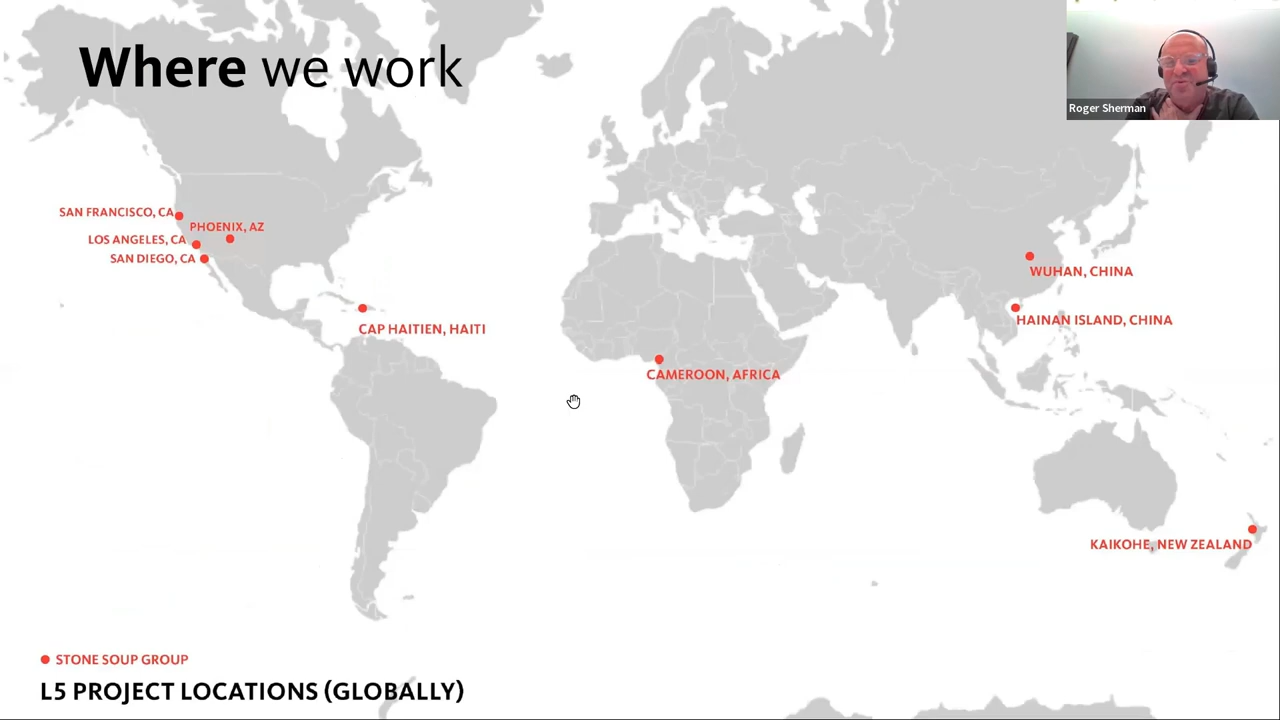 Where we work
Roger Sherman
SAN FRANCISCO, CA
PHOENIX, AZ
LOS ANGELES, CA
SAN DIEGO, CA
WUHAN, CHINA
HAINAN ISLAND, CHINA
CAP HAITIEN, HAITI
CAMEROON, AFRICA
KAIKOHE, NEW ZEALAND
STONE SOUP GROUP
L5 PROJECT LOCATIONS (GLOBALLY)